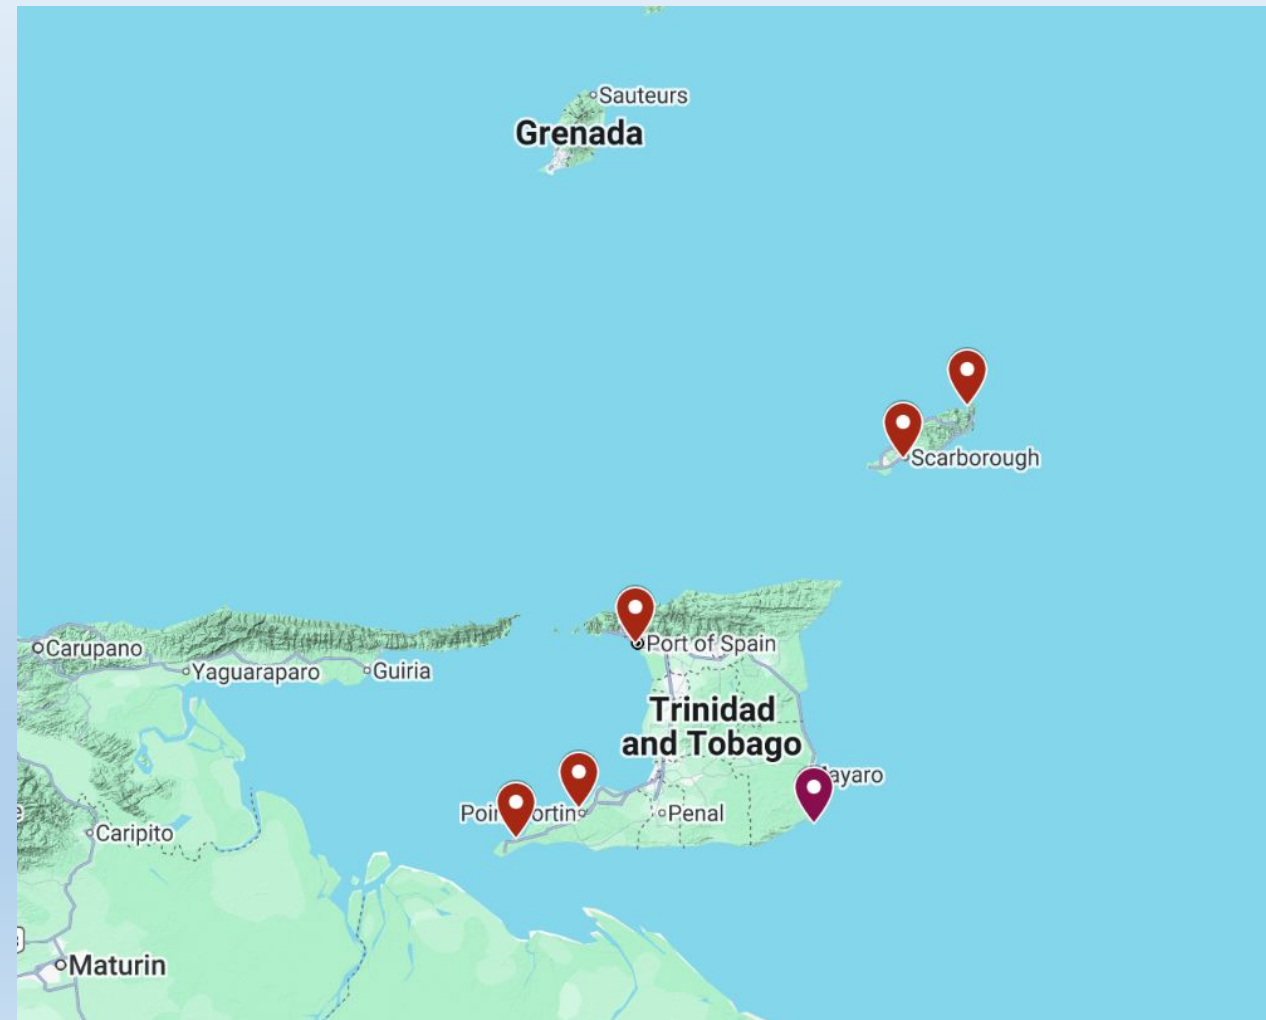 Sauteurs
Grenada
Scarborough
Port of Spain
Carupano
Yaguaraparo
Guiria
Trinidad
and Tobago
Penal
Caripito
Maturin